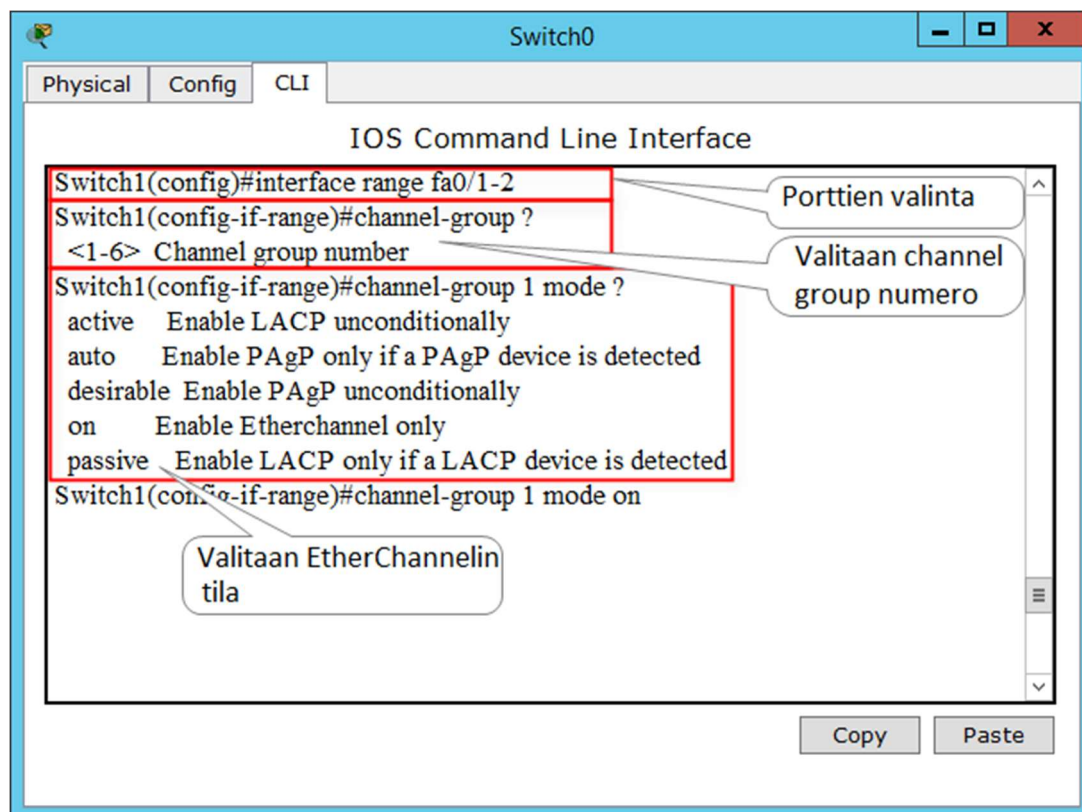 Switch0
Physical Config CLI
IOS Command Line Interface
Switch1(config)#interface range fa0/1-2
Porttien valinta
Switch1(config-if-range)#channel-group ?
<1-6> Channel group number
Valitaan channel
group numero
Switch1(config-if-range)#channel-group 1 mode ?
active Enable LACP unconditionally
auto Enable PAgP only if a PAgP device is detected
desirable Enable PAgP unconditionally
on Enable Etherchannel only
passive Enable LACP only if a LACP device is detected
Switch1(config-if-range)#channel-group 1 mode on
Valitaan EtherChannelin
tila
Copy Paste